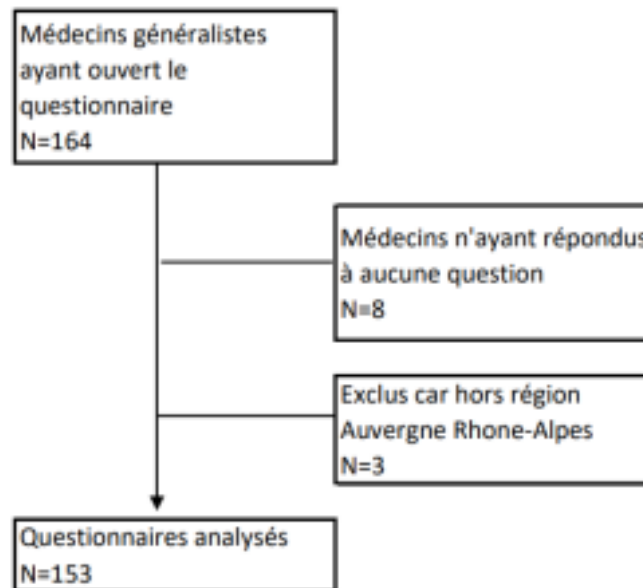 Médecins généralistes
ayant ouvert le
questionnaire
N=164
Médecins n'ayant répondus
à aucune question
N=8
Exclus car hors région
Auvergne Rhone-Alpes
N=3
Questionnaires analysés
N=153